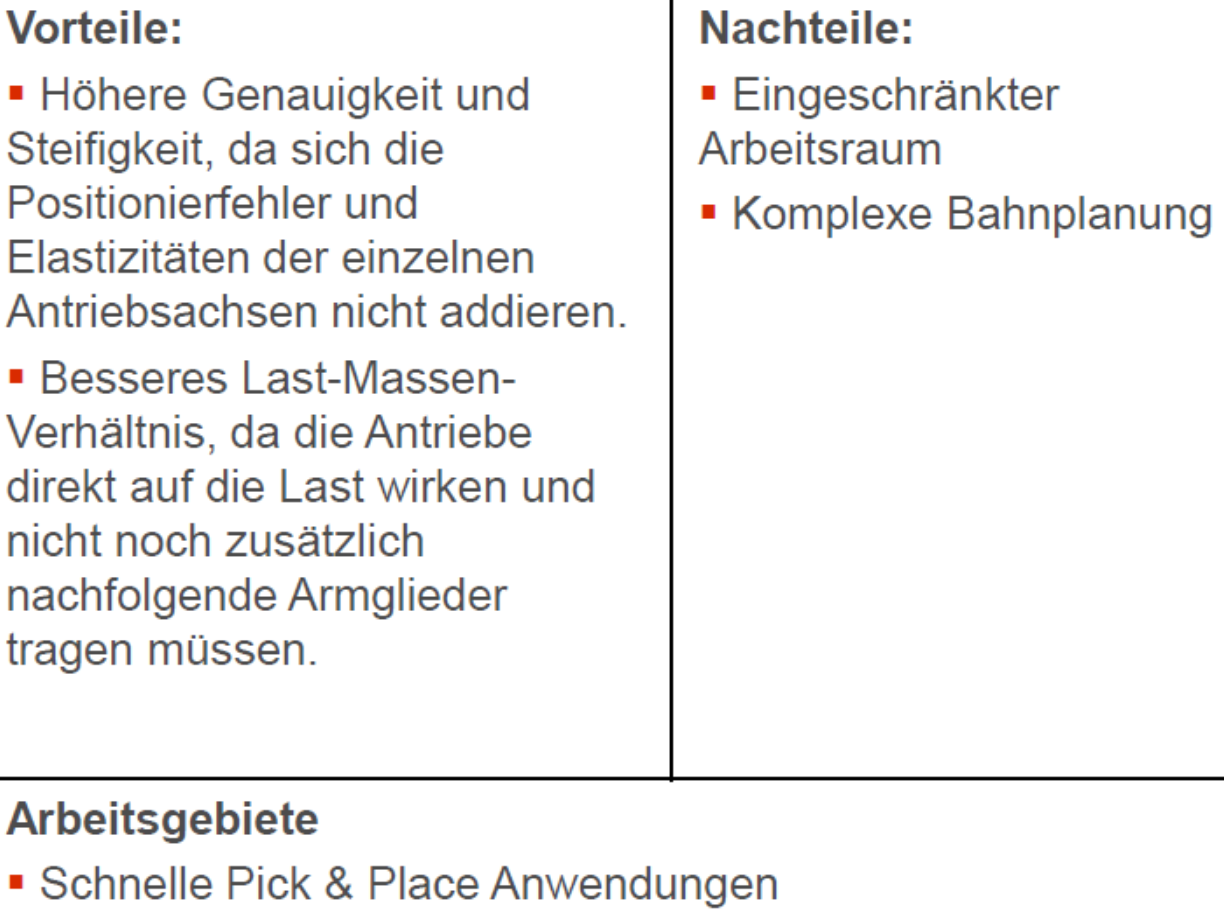 Vorteile:
▪ Höhere Genauigkeit und
Steifigkeit, da sich die
Positionierfehler und
Elastizitäten der einzelnen
Antriebsachsen nicht addieren.
▪ Besseres Last-Massen-
Verhältnis, da die Antriebe
direkt auf die Last wirken und
nicht noch zusätzlich
nachfolgende Armglieder
tragen müssen.
Nachteile:
▪ Eingeschränkter
Arbeitsraum
▪ Komplexe Bahnplanung
Arbeitsgebiete
▪ Schnelle Pick & Place Anwendungen